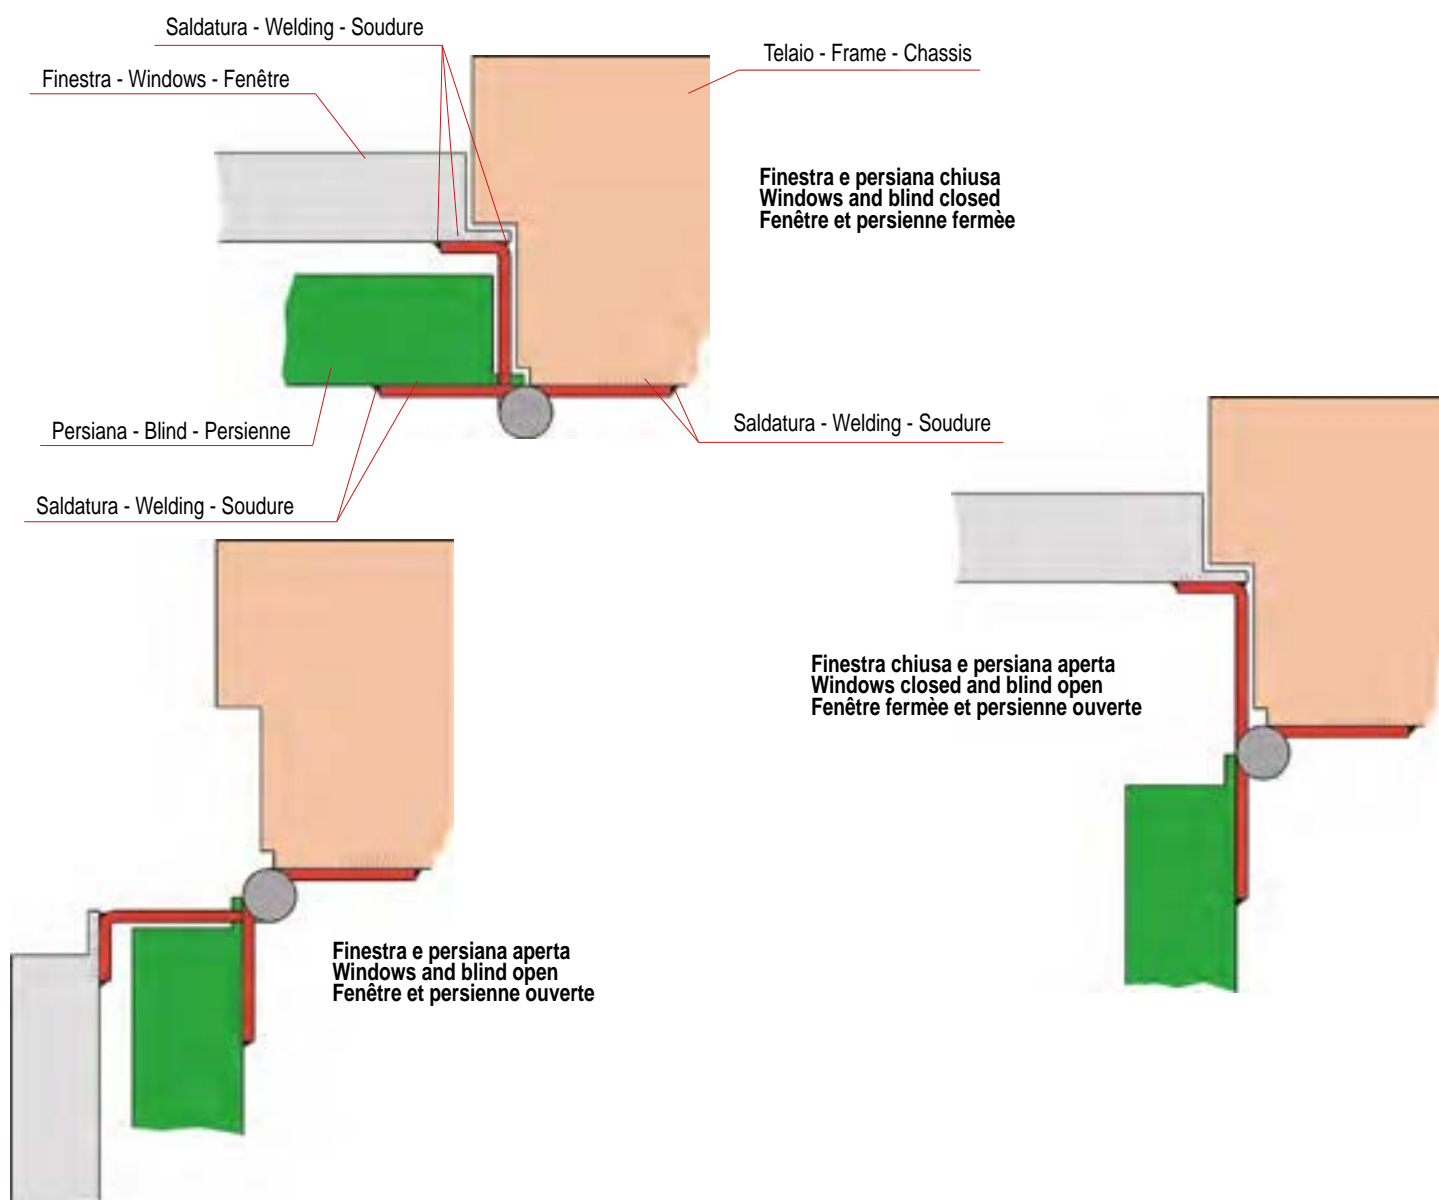 Saldatura - Welding - Soudure
Telaio - Frame - Chassis
Finestra - Windows - Fenêtre
Finestra e persiana chiusa
Windows and blind closed
Fenêtre et persienne fermèe
Persiana - Blind - Persienne
Saldatura - Welding - Soudure
Saldatura - Welding - Soudure
Finestra chiusa e persiana aperta
Windows closed and blind open
Fenêtre fermèe et persienne ouverte
Finestra e persiana aperta
Windows and blind open
Fenêtre et persienne ouverte